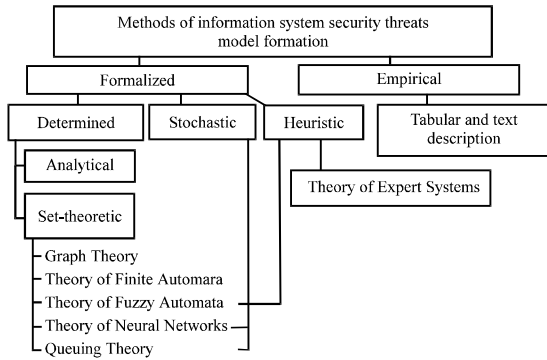 Methods of information system security threats
model formation
Formalized
Empirical
Determined
Stochastic
Heuristic
Tabular and text
description
Analytical
Theory of Expert Systems
Set-theoretic
Graph Theory
Theory of Finite Automara
Theory of Fuzzy Automata
Theory of Neural Networks
Queuing Theory